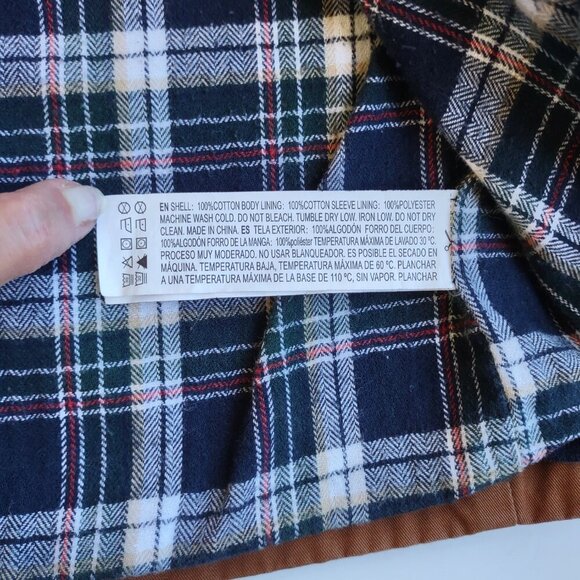 EN SHELL: 100%COTTON BODY LINING: 100%COTTON SLEEVE LINING: 100%POLYESTER
MACHINE WASH COLD. DO NOT BLEACH. TUMBLE DRY LOW. IRON LOW. DO NOT DRY
CLEAN. MADE IN CHINA. ES TELA EXTERIOR: 100%ALGODÓN FORRO DEL CUERPO:
100%ALGODÓN FORRO DE LA MANGA: 100%poliéster TEMPERATURA MÁXIMA DE LAVADO 30 ºC.
PROCESO MUY MODERADO. NO USAR BLANQUEADOR. ES POSIBLE EL SECADO EN
MÁQUINA. TEMPERATURA BAJA, TEMPERATURA MÁXIMA DE 60 ºC. PLANCHAR
A UNA TEMPERATURA MÁXIMA DE LA BASE DE 110 ºC, SIN VAPOR. PLANCHAR